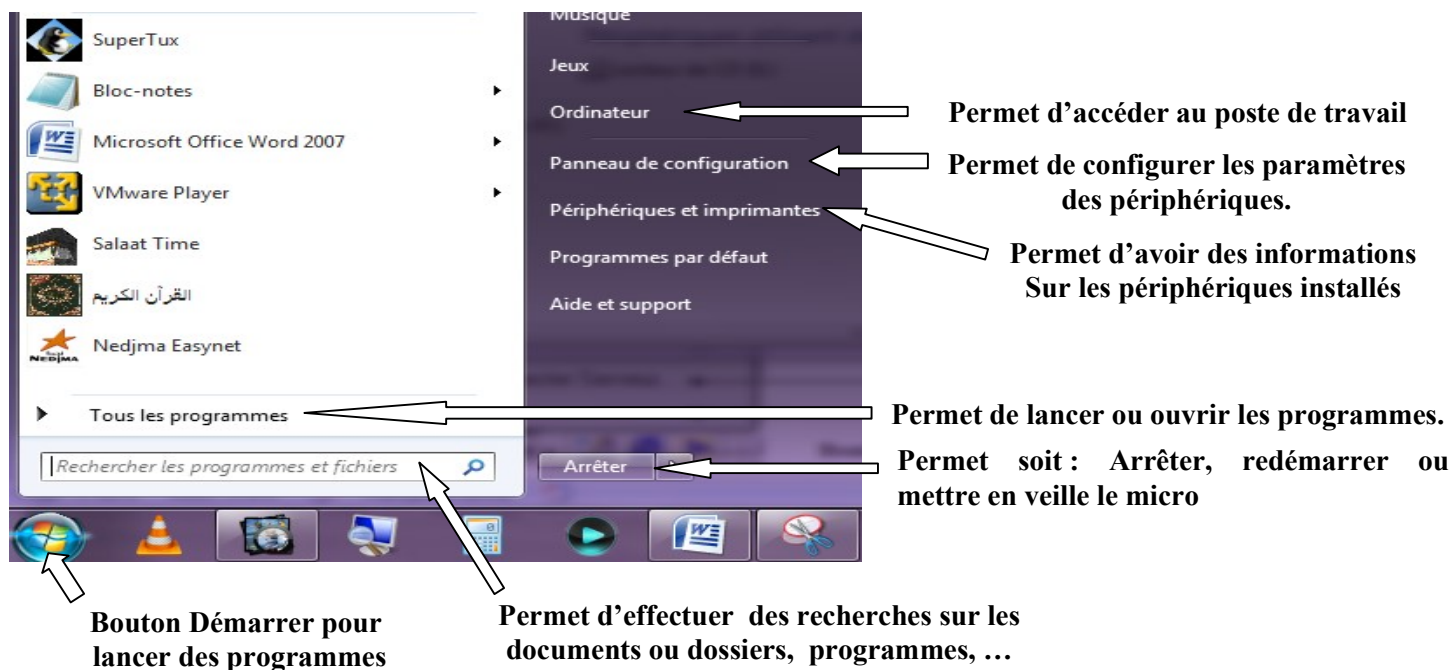 Musique
SuperTux
Jeux
Bloc-notes
Ordinateur
Permet d’accéder au poste de travail
Microsoft Office Word 2007
Panneau de configuration
Permet de configurer les paramètres
des périphériques.
VMware Player
Périphériques et imprimantes
Salaat Time
Programmes par défaut
Permet d’avoir des informations
Sur les périphériques installés
القرآن الكريم
Aide et support
Nedjma Easynet
NEDJMA
Tous les programmes
Permet de lancer ou ouvrir les programmes.
Rechercher les programmes et fichiers
Arrêter
Permet soit : Arrêter, redémarrer ou
mettre en veille le micro
Bouton Démarrer pour
lancer des programmes
Permet d’effectuer des recherches sur les
documents ou dossiers, programmes, …